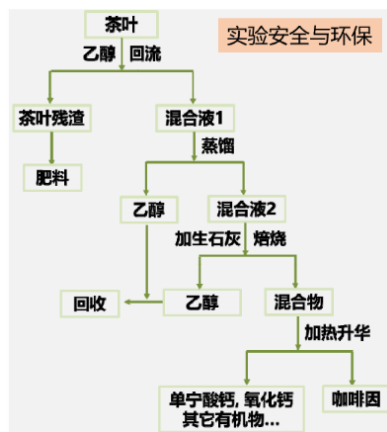 茶叶
实验安全与环保
乙醇 回流
茶叶残渣
混合液1
蒸馏
肥料
乙醇
混合液2
加生石灰 焙烧
回收
乙醇
混合物
加热升华
单宁酸钙, 氧化钙
其它有机物...
咖啡因